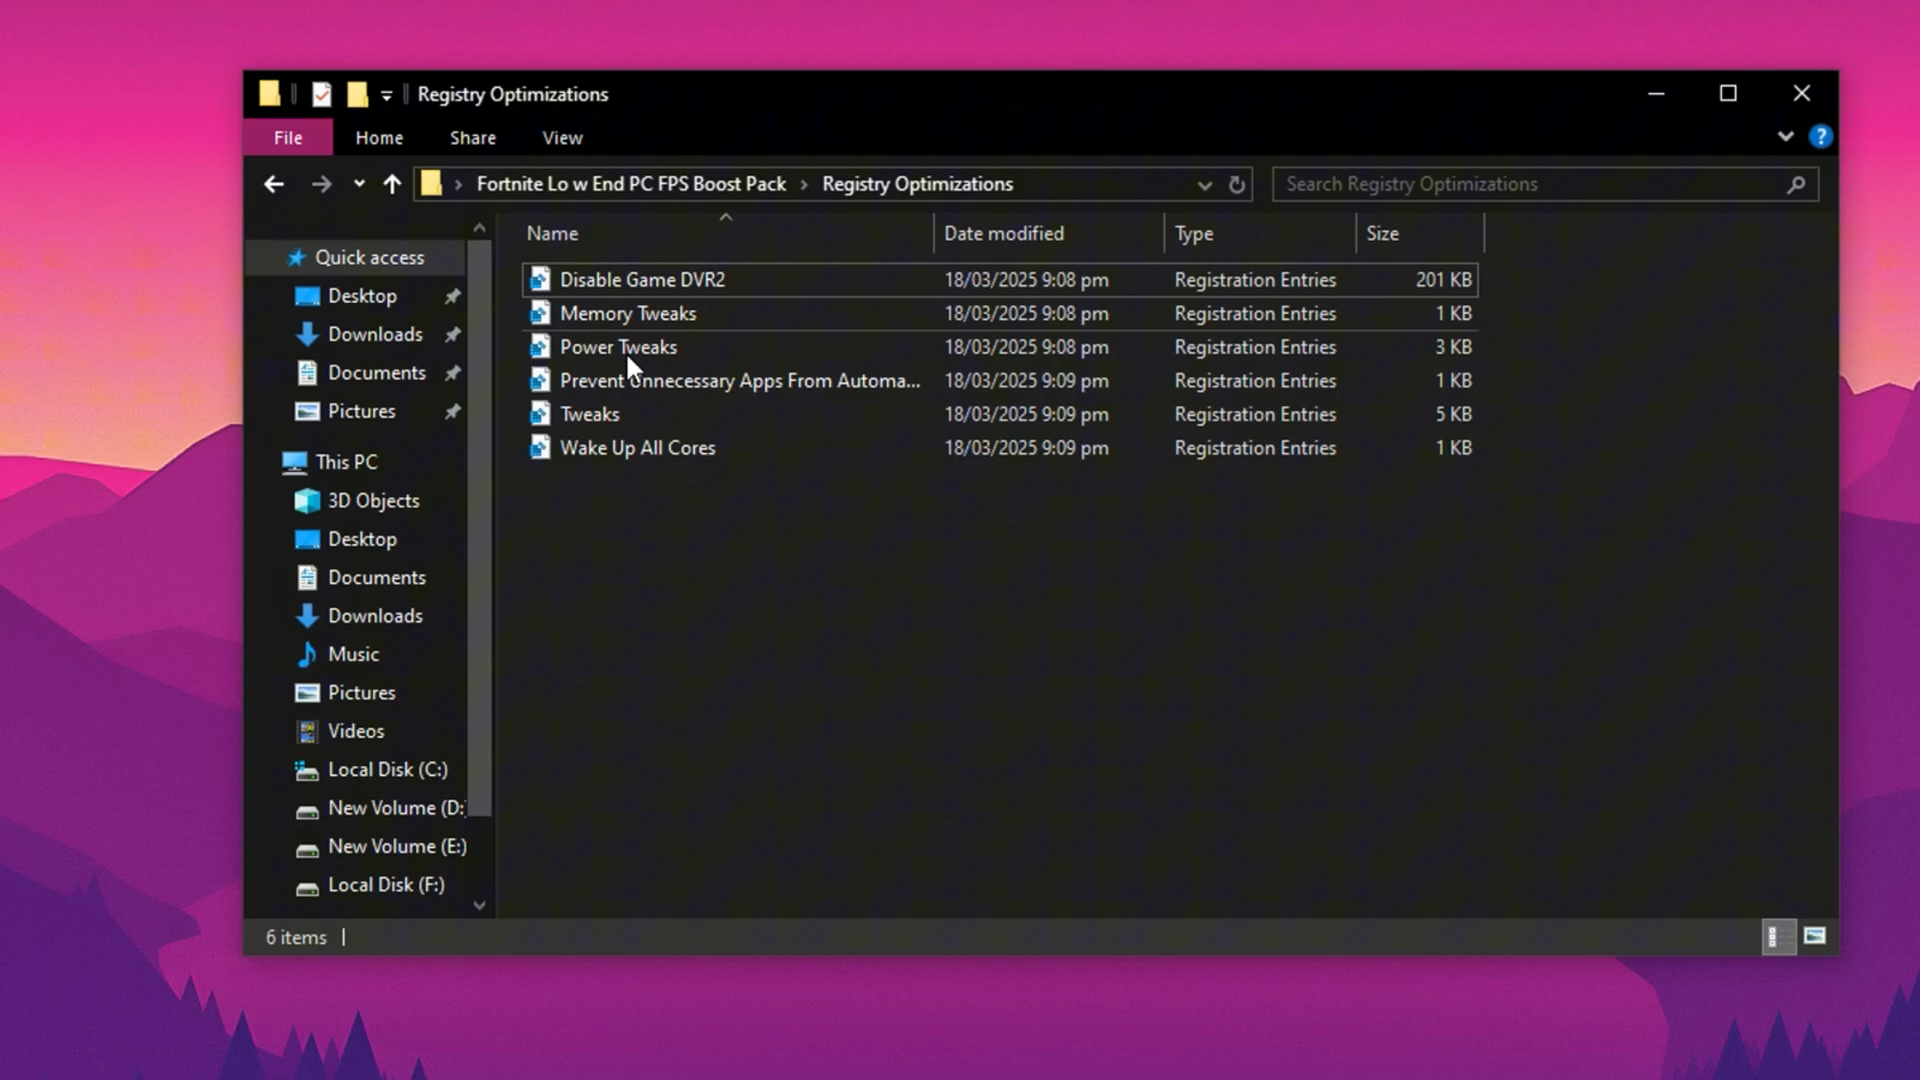 Registry Optimizations
File Home Share View
Fortnite Lo w End PC FPS Boost Pack Registry Optimizations Search Registry Optimizations
Name Date modified Type Size
Quick access
Desktop
Downloads
Documents
Pictures
This PC
3D Objects
Desktop
Documents
Downloads
Music
Pictures
Videos
Local Disk (C:)
New Volume (D:
New Volume (E:)
Local Disk (F:)
Disable Game DVR2 18/03/2025 9:08 pm Registration Entries 201 KB
Memory Tweaks 18/03/2025 9:08 pm Registration Entries 1 KB
Power Tweaks 18/03/2025 9:08 pm Registration Entries 3 KB
Prevent Unnecessary Apps From Automa... 18/03/2025 9:09 pm Registration Entries 1 KB
Tweaks 18/03/2025 9:09 pm Registration Entries 5 KB
Wake Up All Cores 18/03/2025 9:09 pm Registration Entries 1 KB
6 items